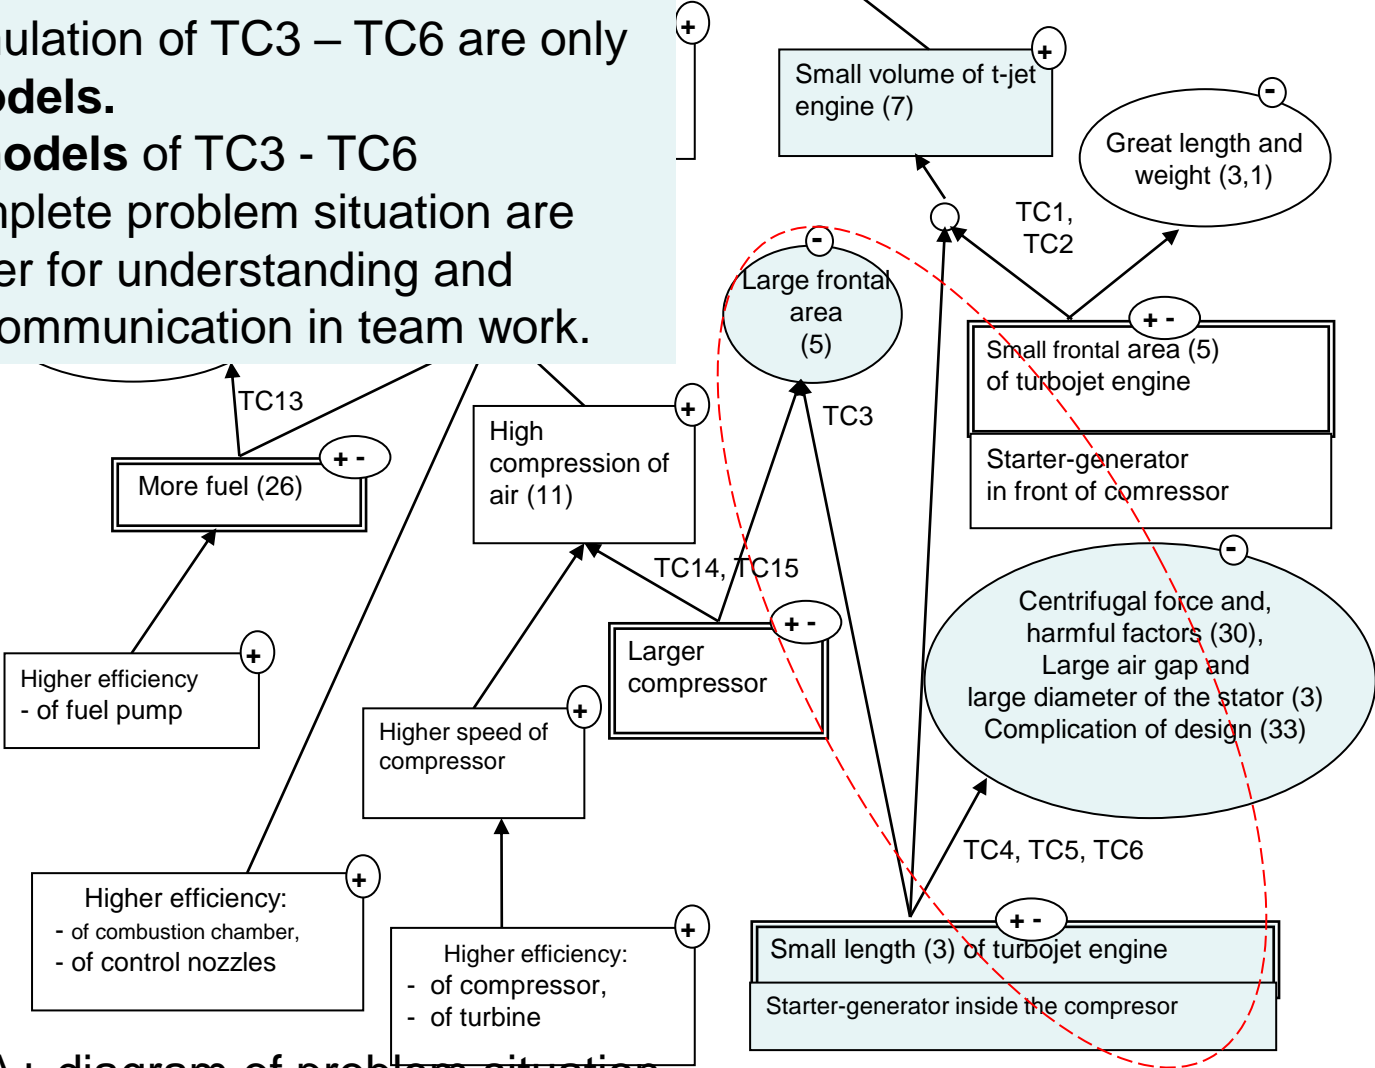 nulation of TC3 – TC6 are only
odels.
nodels of TC3 - TC6
nplete problem situation are
er for understanding and
ommunication in team work.
+
Small volume of t-jet
engine (7)
+
-
Great length and
weight (3,1)
TC1,
TC2
-
Large frontal
area
(5)
+ -
Small frontal area (5)
of turbojet engine
Starter-generator
in front of comressor
TC13
TC3
+ -
More fuel (26)
+
High
compression of
air (11)
TC14, TC15
-
Centrifugal force and,
harmful factors (30),
Large air gap and
large diameter of the stator (3)
Complication of design (33)
+ -
Larger
compressor
+
Higher efficiency
- of fuel pump
+
Higher speed of
compressor
TC4, TC5, TC6
+
Higher efficiency:
- of combustion chamber,
- of control nozzles
+
Higher efficiency:
- of compressor,
- of turbine
+ -
Small length (3) of turbojet engine
Starter-generator inside the compresor
diagram of problem situation